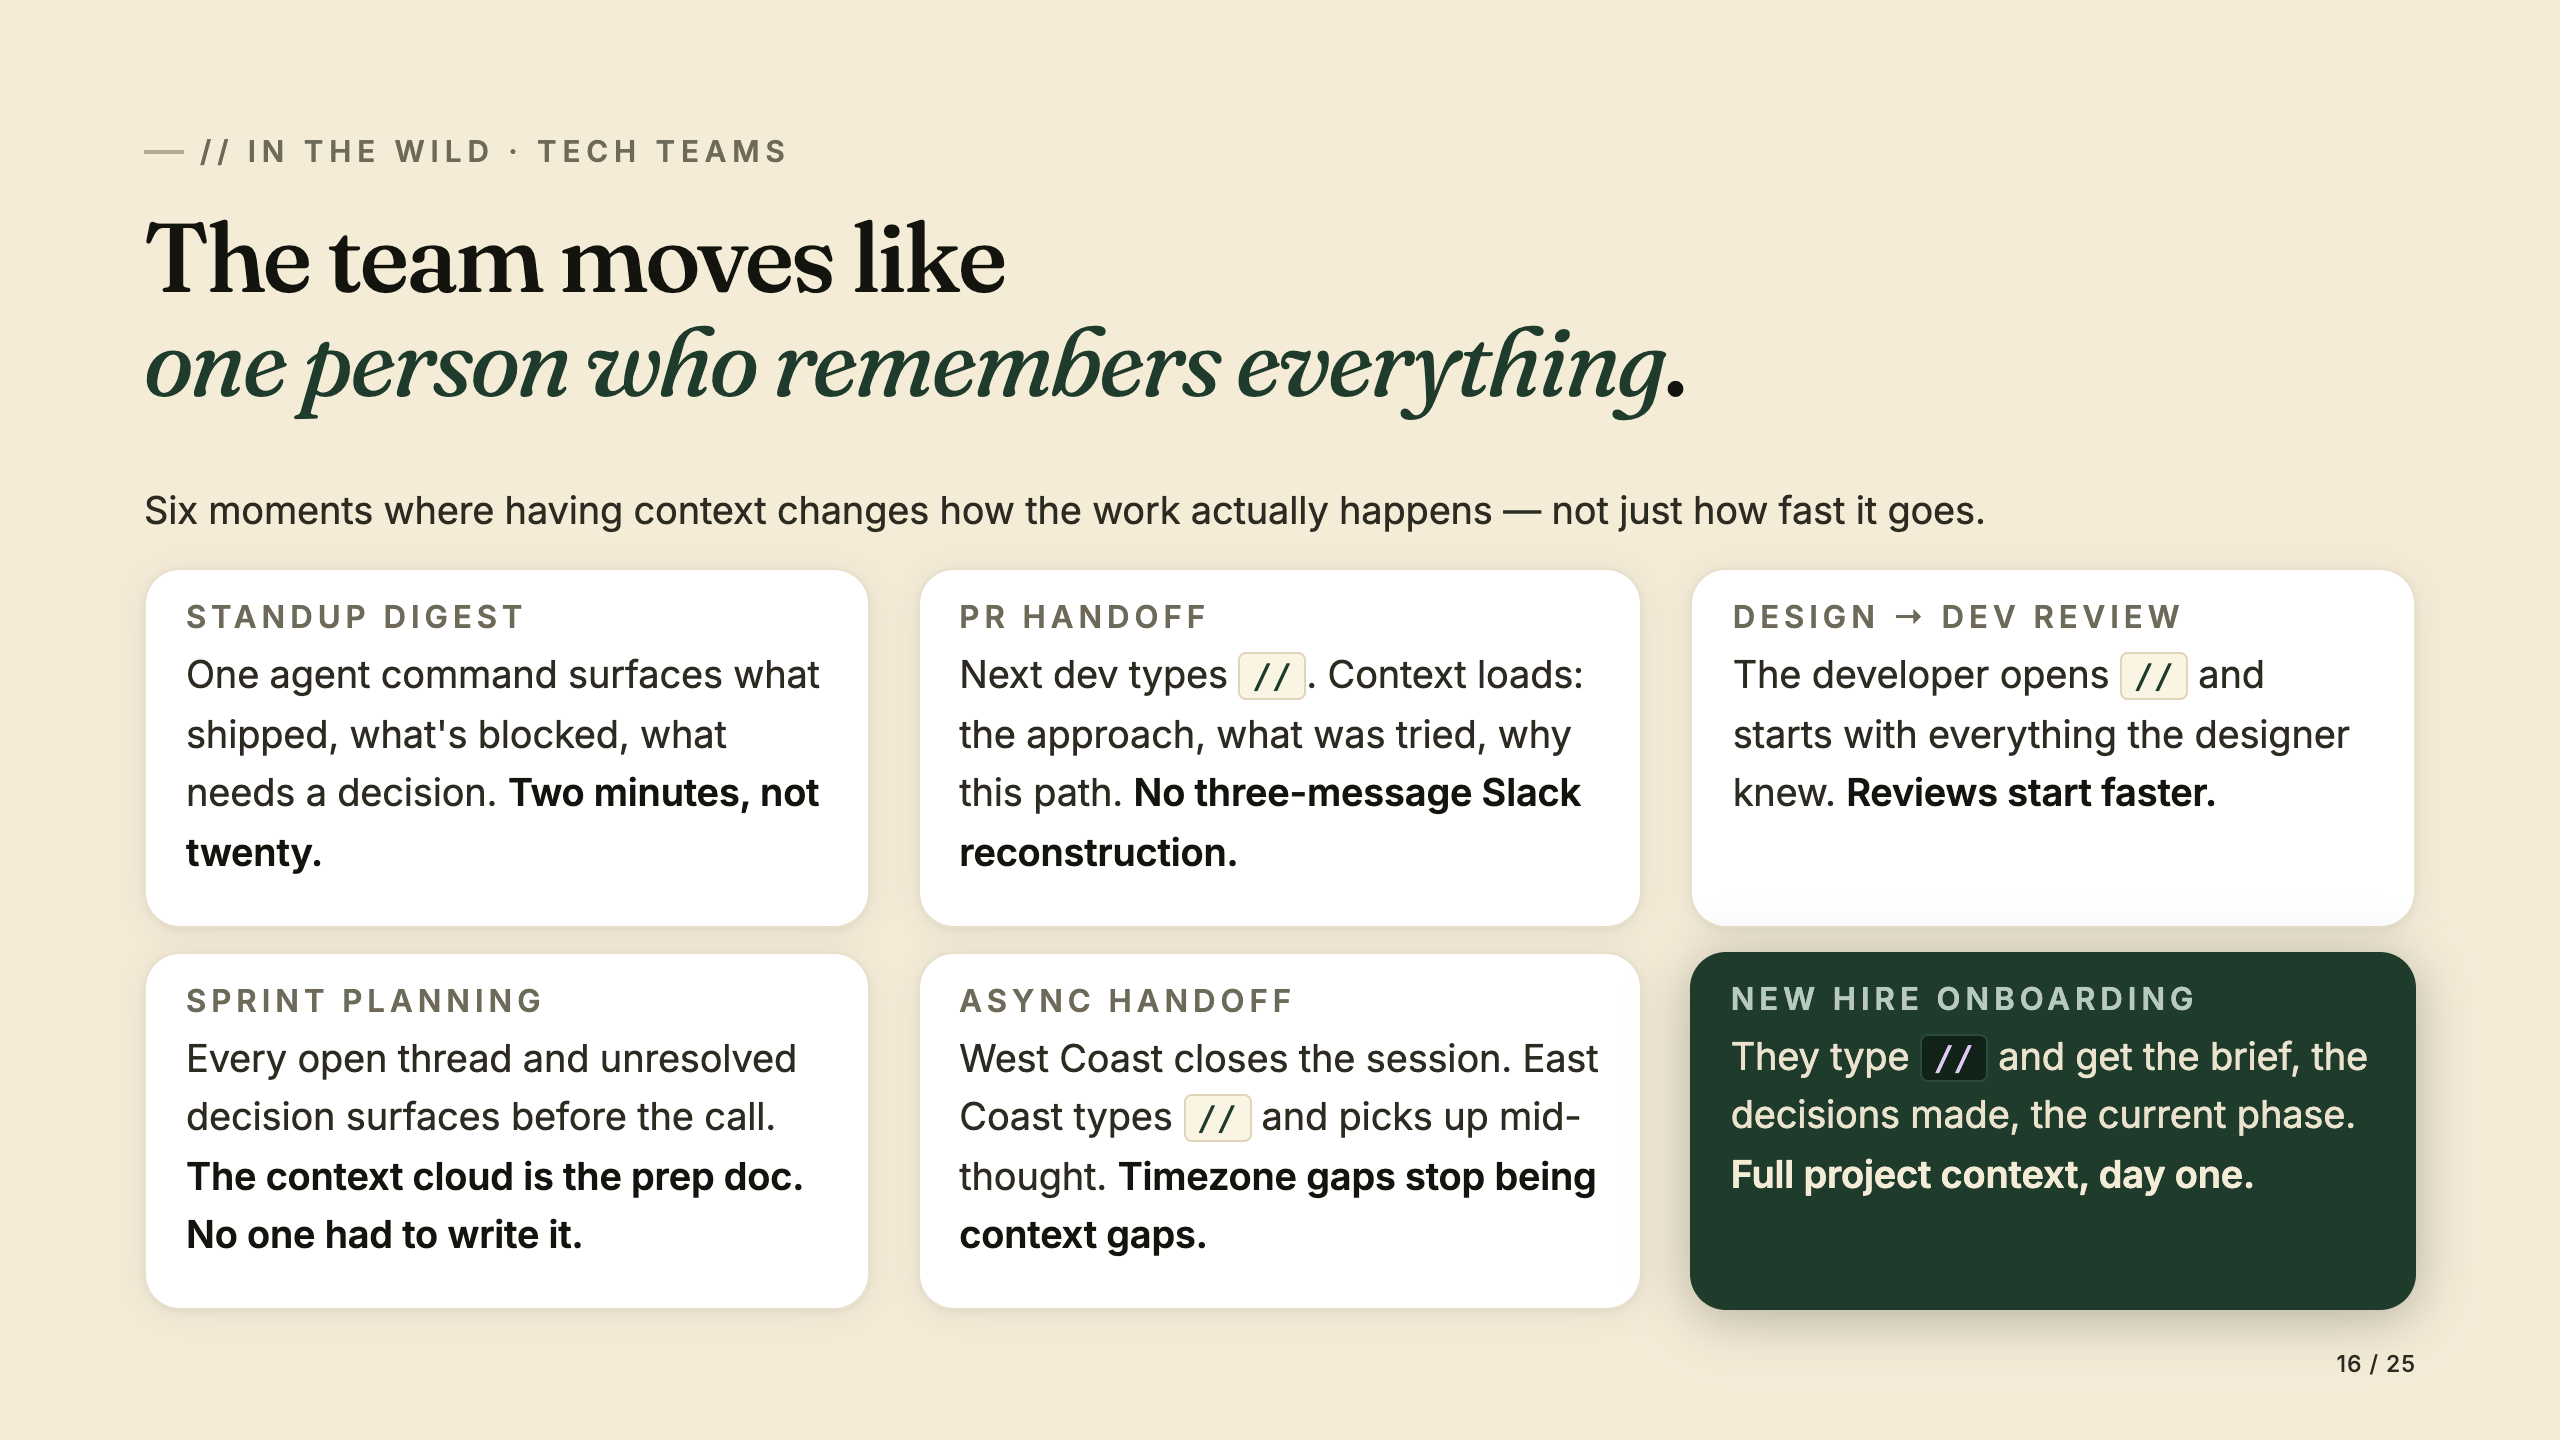 — // IN THE WILD · TECH TEAMS
The team moves like
one person who remembers everything.
Six moments where having context changes how the work actually happens — not just how fast it goes.
STANDUP DIGEST
One agent command surfaces what
shipped, what's blocked, what
needs a decision. Two minutes, not
twenty.
PR HANDOFF
Next dev types //. Context loads:
the approach, what was tried, why
this path. No three-message Slack
reconstruction.
DESIGN → DEV REVIEW
The developer opens // and
starts with everything the designer
knew. Reviews start faster.
SPRINT PLANNING
Every open thread and unresolved
decision surfaces before the call.
The context cloud is the prep doc.
No one had to write it.
ASYNC HANDOFF
West Coast closes the session. East
Coast types // and picks up mid-
thought. Timezone gaps stop being
context gaps.
NEW HIRE ONBOARDING
They type // and get the brief, the
decisions made, the current phase.
Full project context, day one.
16 / 25